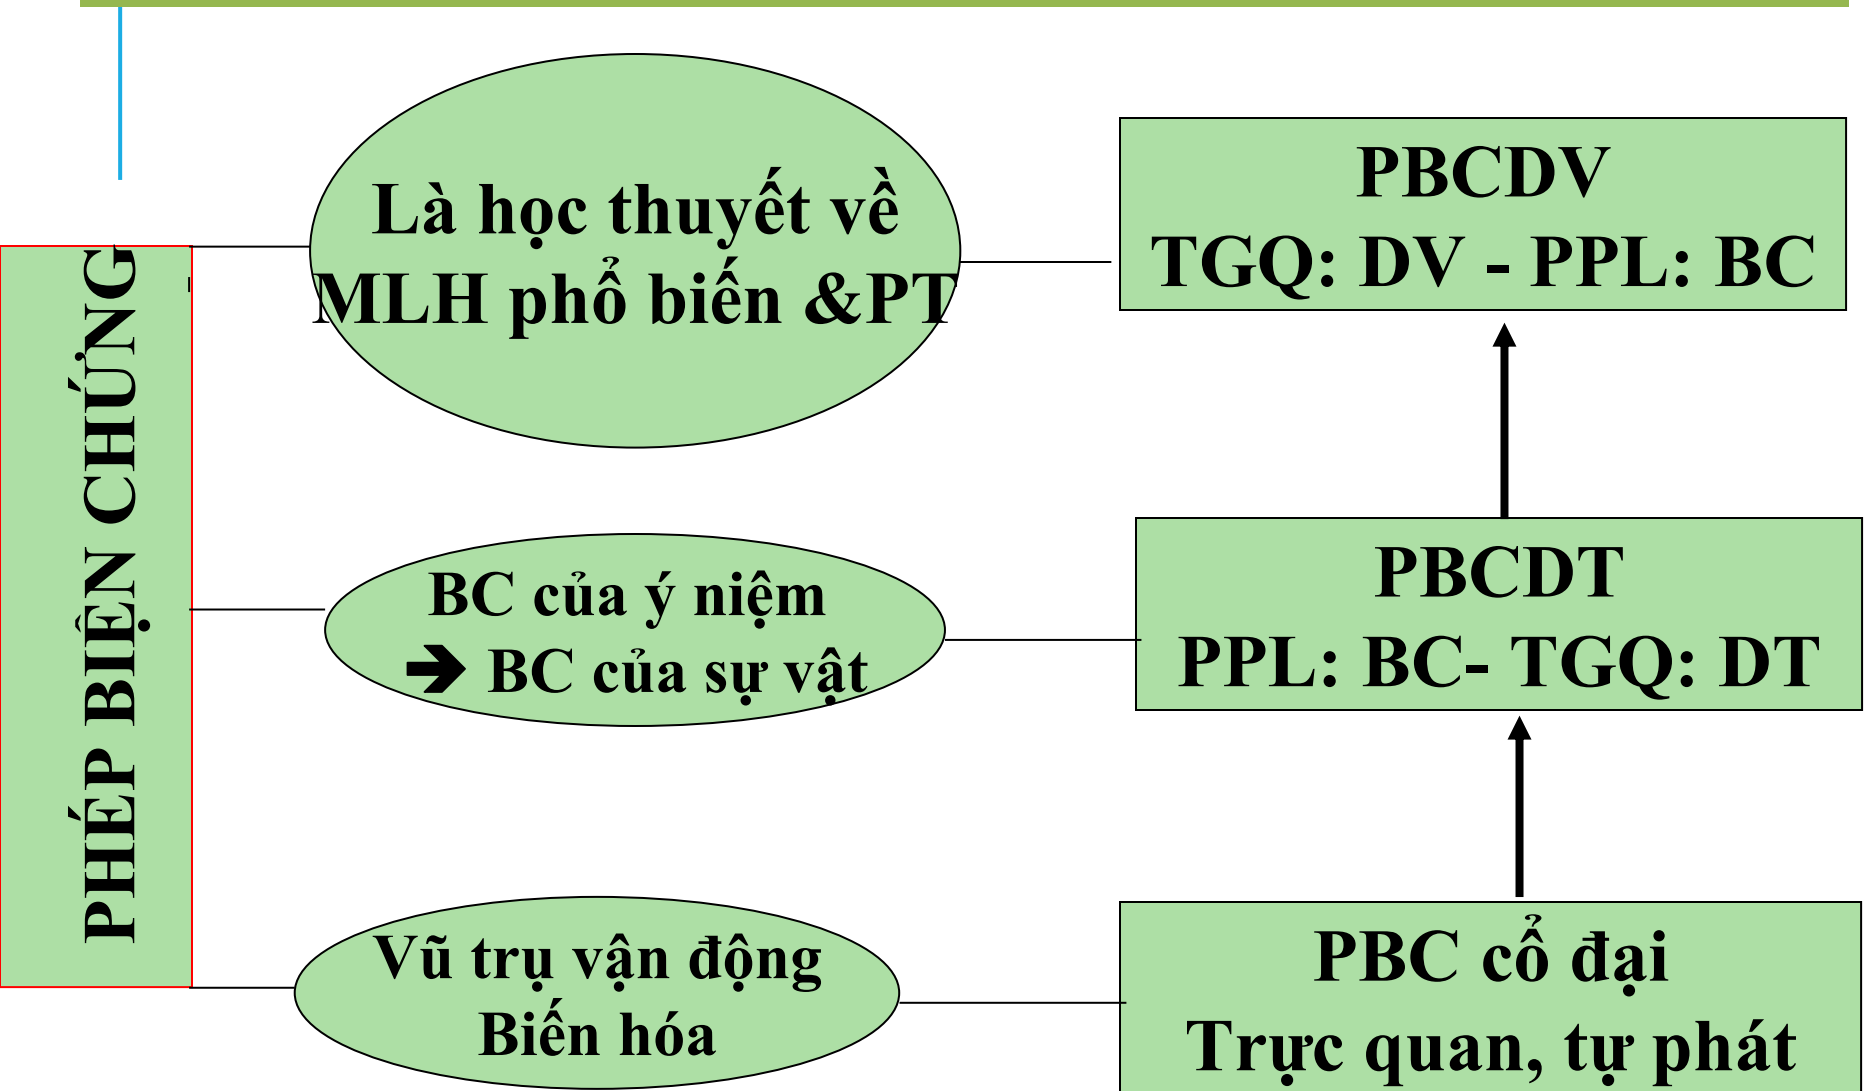 PHÉP BIỆN CHỨNG
Là học thuyết về
MLH phổ biến &PT
PBCDV
TGQ: DV - PPL: BC
BC của ý niệm
🡺 BC của sự vật
PBCDT
PPL: BC- TGQ: DT
Vũ trụ vận động
Biến hóa
PBC cổ đại
Trực quan, tự phát